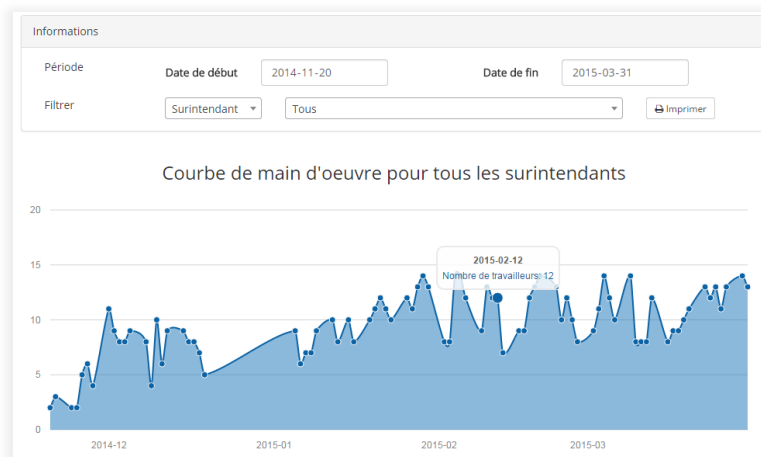 Informations
Période Date de début 2014-11-20 Date de fin 2015-03-31
Filtrer Surintendant Tous Imprimer
Courbe de main d'oeuvre pour tous les surintendants
20
15
2015-02-12
Nombre de travailleurs: 12
10
5
0
2014-12 2015-01 2015-02 2015-03